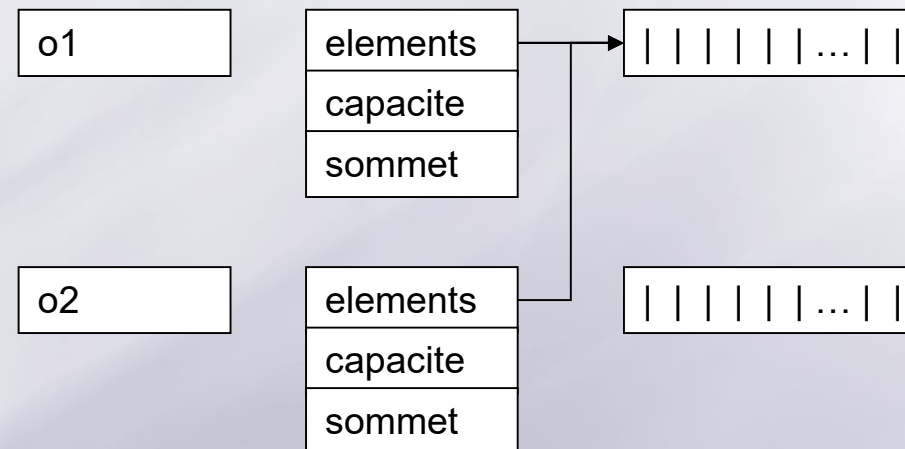 o1 elements | | | | | |...| |
capacite
sommet
o2 elements | | | | | |...| |
capacite
sommet